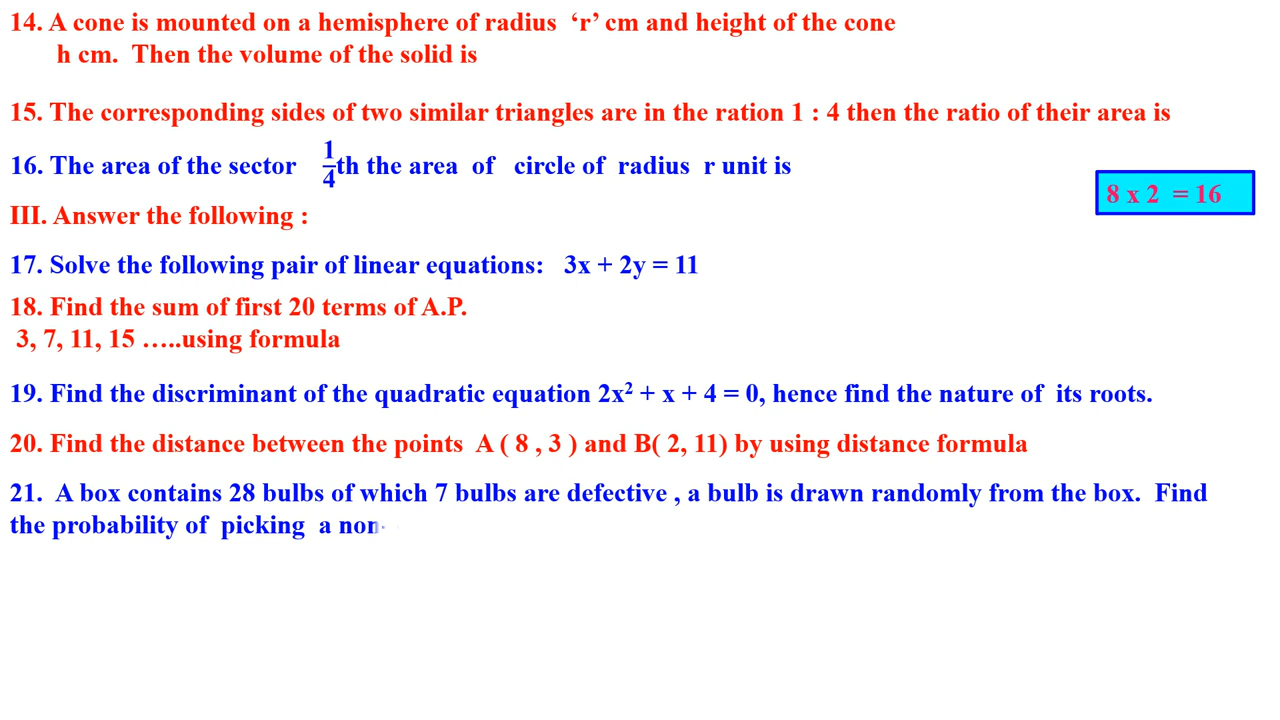 14. A cone is mounted on a hemisphere of radius ‘r’ cm and height of the cone
h cm. Then the volume of the solid is
15. The corresponding sides of two similar triangles are in the ration 1 : 4 then the ratio of their area is
16. The area of the sector 1/4th the area of circle of radius r unit is
8 x 2 = 16
III. Answer the following :
17. Solve the following pair of linear equations: 3x + 2y = 11
18. Find the sum of first 20 terms of A.P.
3, 7, 11, 15 …..using formula
19. Find the discriminant of the quadratic equation 2x² + x + 4 = 0, hence find the nature of its roots.
20. Find the distance between the points A ( 8 , 3 ) and B( 2, 11) by using distance formula
21. A box contains 28 bulbs of which 7 bulbs are defective , a bulb is drawn randomly from the box. Find
the probability of picking a non